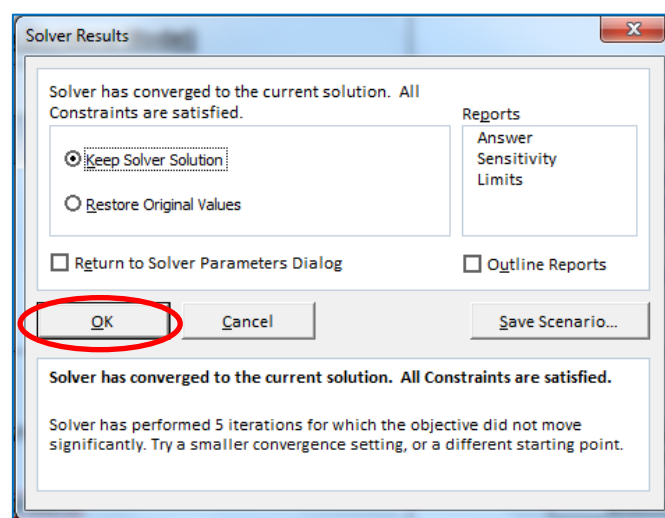 Solver Results
Solver has converged to the current solution. All
Constraints are satisfied.
Reports
Answer
Sensitivity
Limits
Keep Solver Solution
Restore Original Values
Return to Solver Parameters Dialog
Outline Reports
OK
Cancel
Save Scenario...
Solver has converged to the current solution. All Constraints are satisfied.
Solver has performed 5 iterations for which the objective did not move
significantly. Try a smaller convergence setting, or a different starting point.